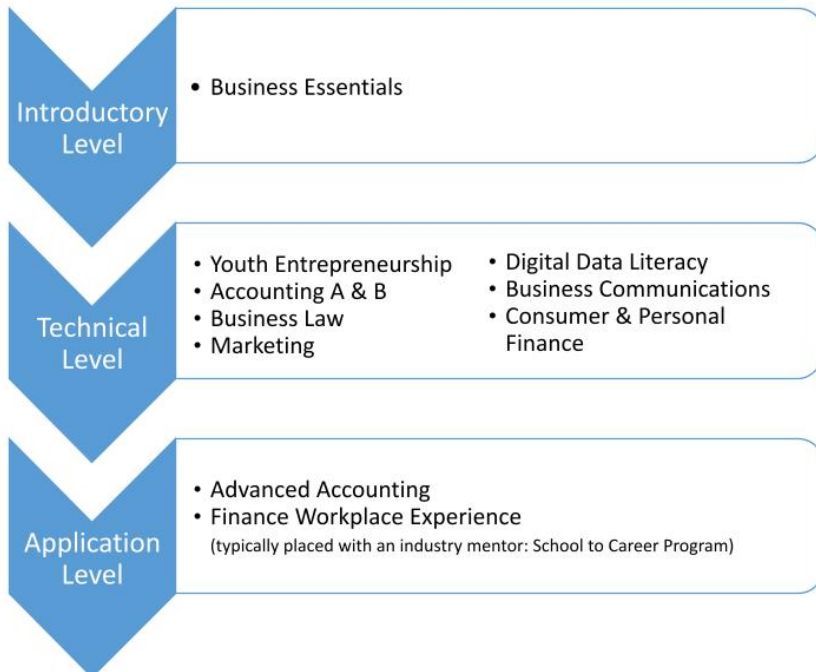 Introductory
Level
• Business Essentials
Technical
Level
• Youth Entrepreneurship
• Accounting A & B
• Business Law
• Marketing
• Digital Data Literacy
• Business Communications
• Consumer & Personal
Finance
Application
Level
• Advanced Accounting
• Finance Workplace Experience
(typically placed with an industry mentor: School to Career Program)